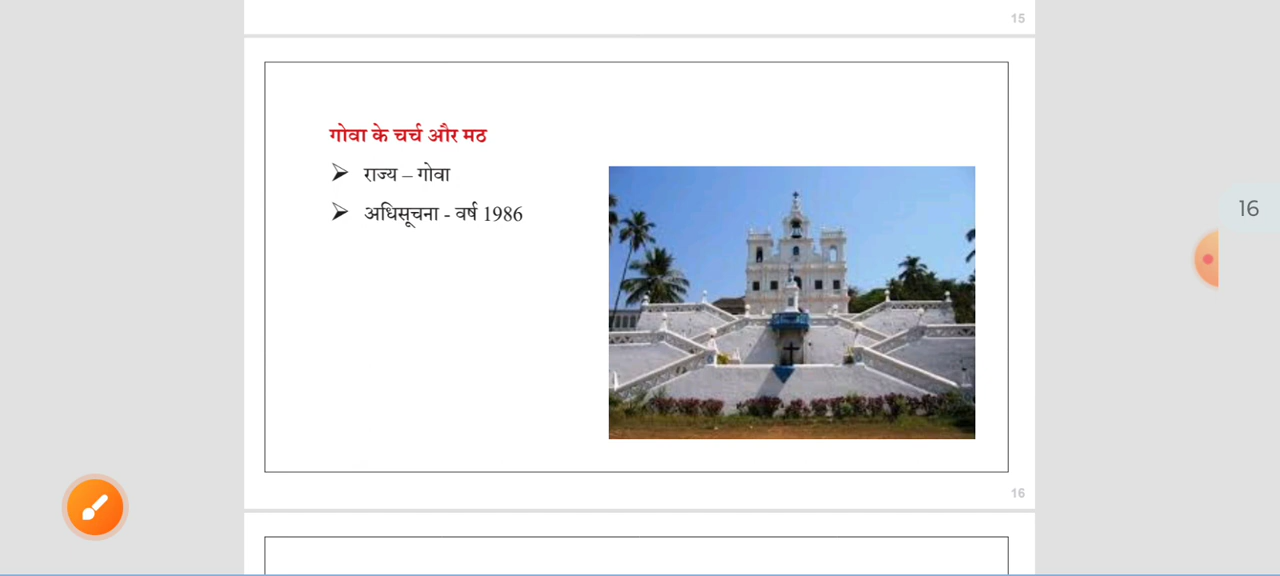 15
गोवा के चर्च और मठ
➢ राज्य – गोवा
➢ अधिसूचना - वर्ष 1986
16
16